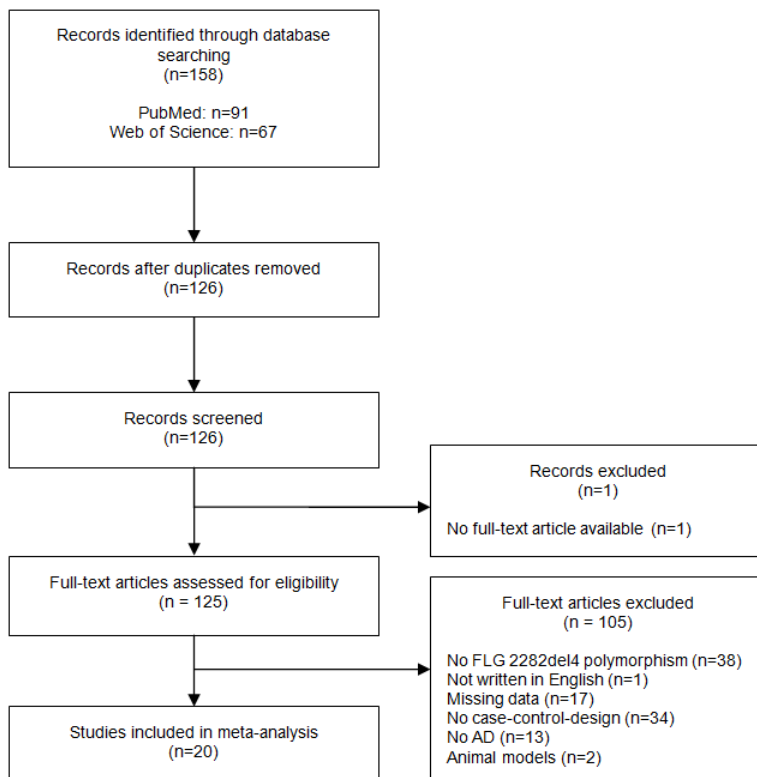 Records identified through database
searching
(n=158)
PubMed: n=91
Web of Science: n=67
Records after duplicates removed
(n=126)
Records screened
(n=126)
Records excluded
(n=1)
No full-text article available (n=1)
Full-text articles assessed for eligibility
(n = 125)
Full-text articles excluded
(n = 105)
No FLG 2282del4 polymorphism (n=38)
Not written in English (n=1)
Missing data (n=17)
No case-control-design (n=34)
No AD (n=13)
Animal models (n=2)
Studies included in meta-analysis
(n=20)